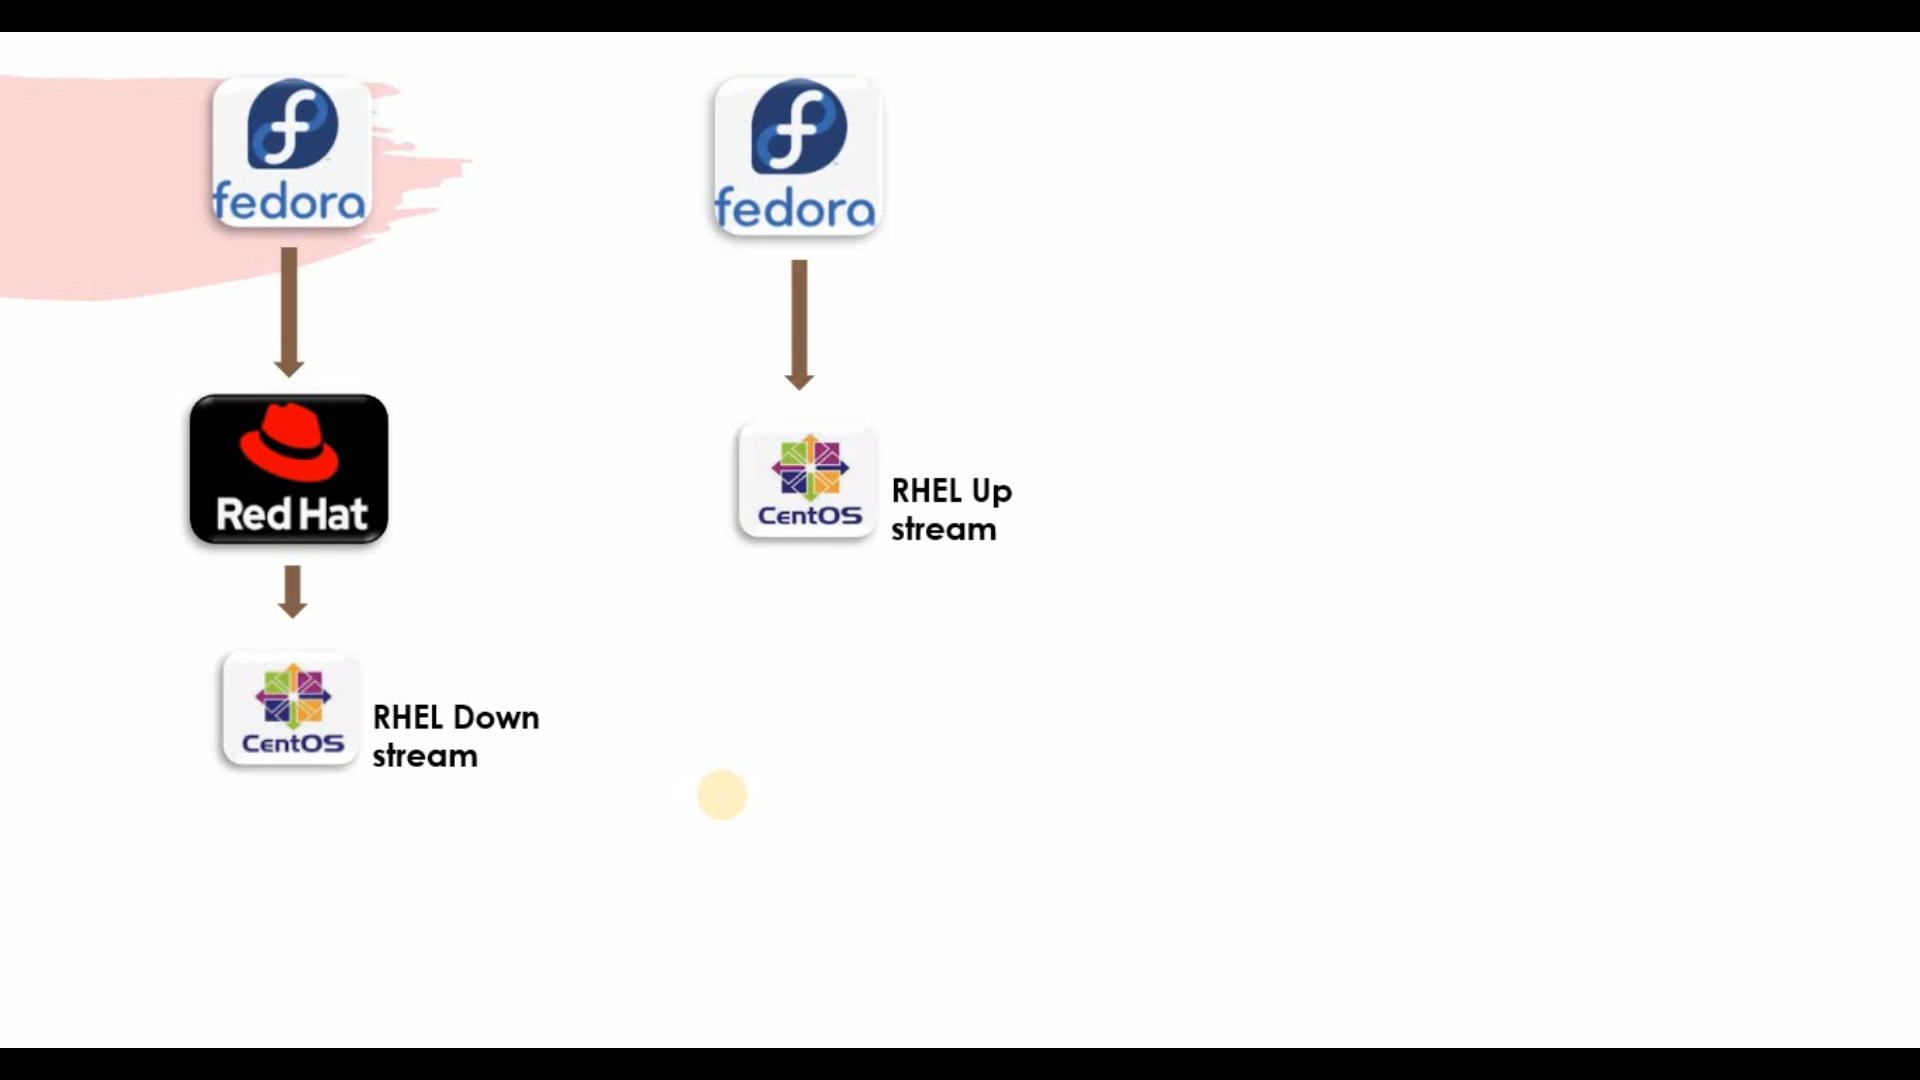 fedora
Red Hat
CentOS
RHEL Down
stream
fedora
CentOS
RHEL Up
stream